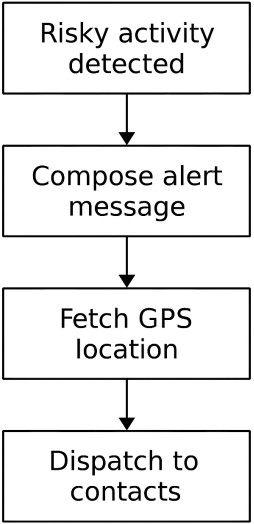 Risky activity
detected
Compose alert
message
Fetch GPS
location
Dispatch to
contacts